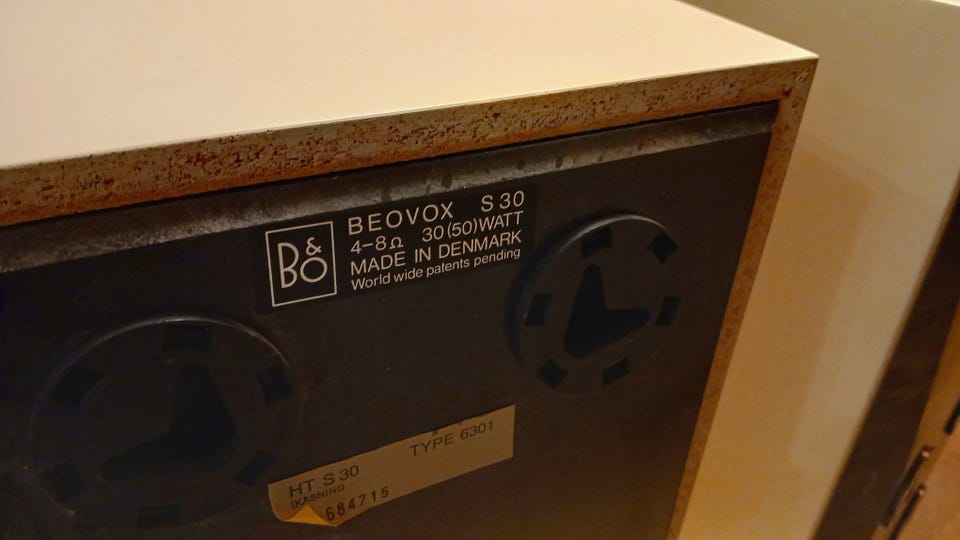 B&O
BEOVOX S30
4-8Ω 30(50)WATT
MADE IN DENMARK
World wide patents pending
HT S30 TYPE 6301
IKASNING
684715